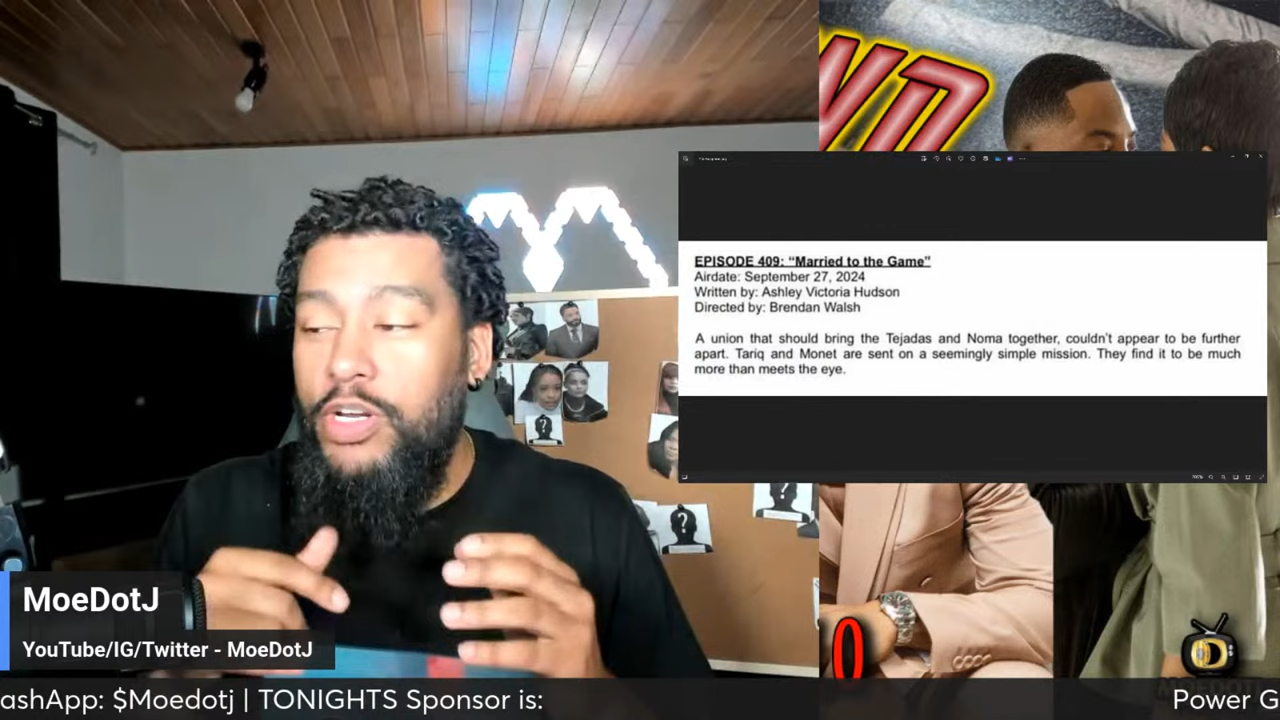 ND
EPISODE 409: “Married to the Game”
Airdate: September 27, 2024
Written by: Ashley Victoria Hudson
Directed by: Brendan Walsh
A union that should bring the Tejadas and Noma together, couldn’t appear to be further
apart. Tariq and Monet are sent on a seemingly simple mission. They find it to be much
more than meets the eye.
?
?
?
0
MoeDotJ
YouTube/IG/Twitter - MoeDotJ
ashApp: $Moedotj | TONIGHTS Sponsor is:
Power G